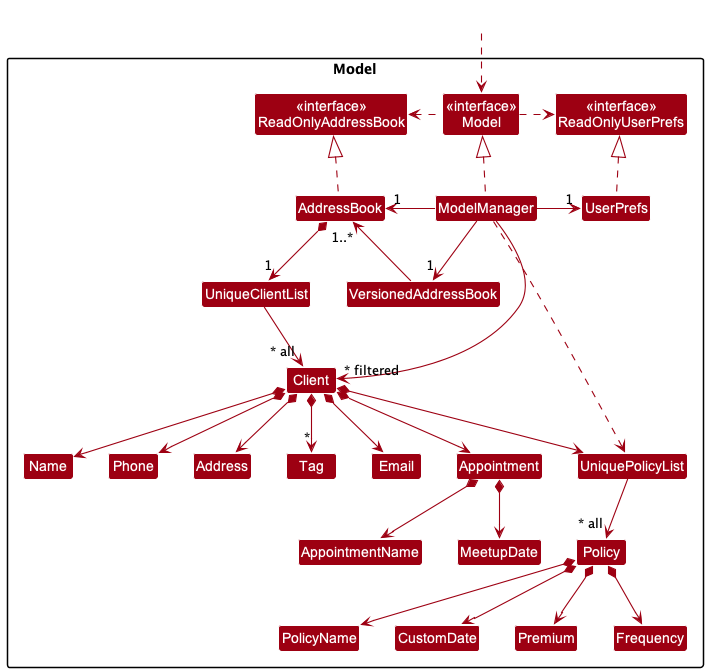 Model
«interface»
ReadOnlyAddressBook
«interface»
Model
«interface»
ReadOnlyUserPrefs
AddressBook
1
ModelManager
1
UserPrefs
1..*
1
1
UniqueClientList
VersionedAddressBook
* all
* filtered
Client
*
Name
Phone
Address
Tag
Email
Appointment
UniquePolicyList
* all
AppointmentName
MeetupDate
Policy
PolicyName
CustomDate
Premium
Frequency